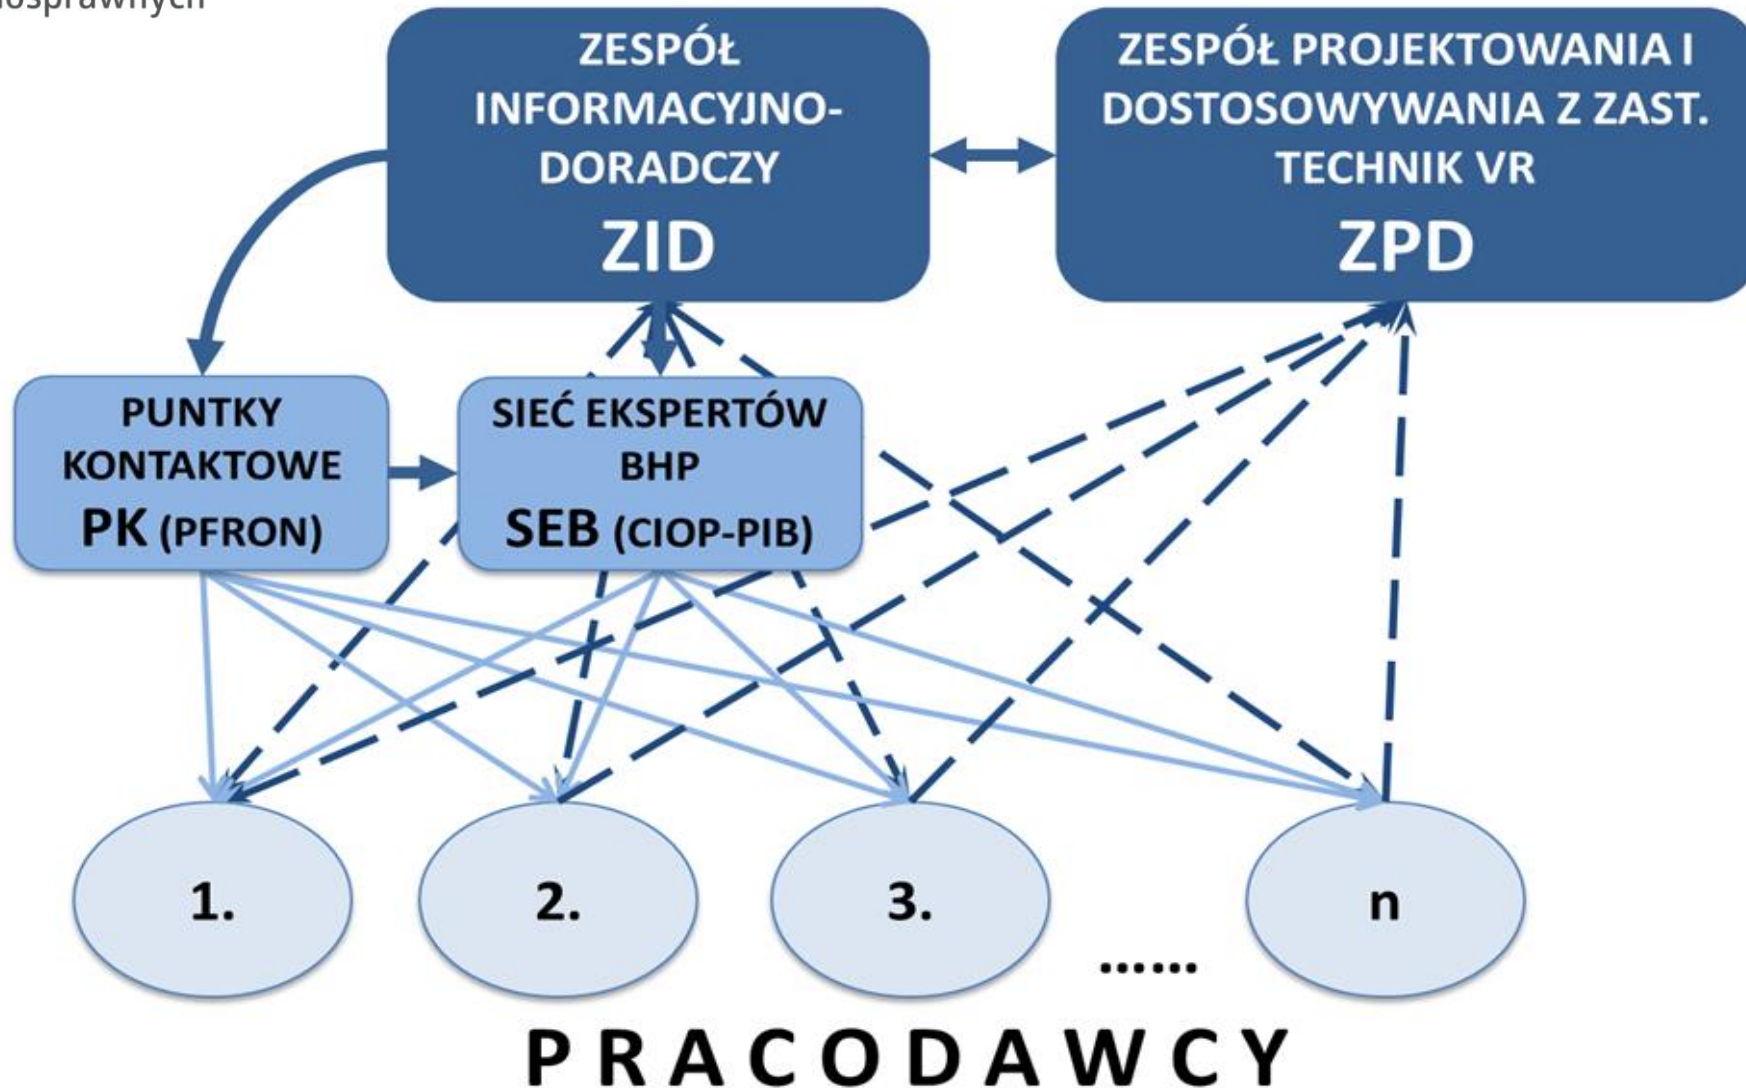 ZESPÓŁ
INFORMACYJNO-
DORADCZY
ZID
ZESPÓŁ PROJEKTOWANIA I
DOSTOSOWYWANIA Z ZAST.
TECHNIK VR
ZPD
PUNTKY
KONTAKTOWE
PK (PFRON)
SIEĆ EKSPERTÓW
BHP
SEB (CIOP-PIB)
1.
2.
3.
......
n
P R A C O D A W C Y